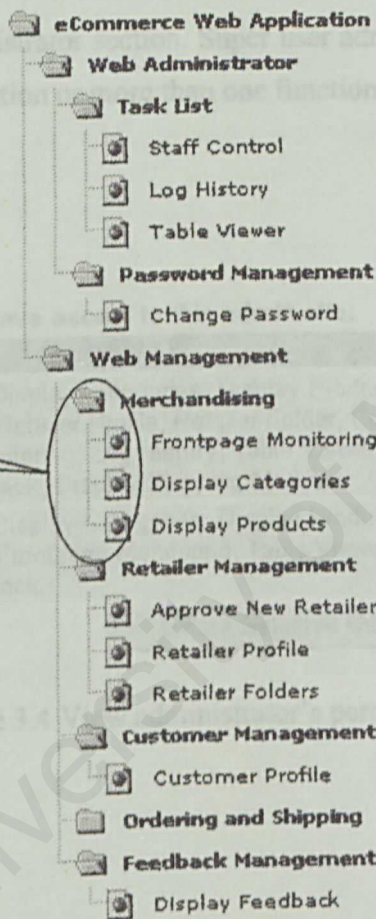 eCommerce Web Application
Web Administrator
Task List
Staff Control
Log History
Table Viewer
Password Management
Change Password
Web Management
Merchandising
Frontpage Monitoring
Display Categories
Display Products
Retailer Management
Approve New Retailer
Retailer Profile
Retailer Folders
Customer Management
Customer Profile
Ordering and Shipping
Feedback Management
Display Feedback